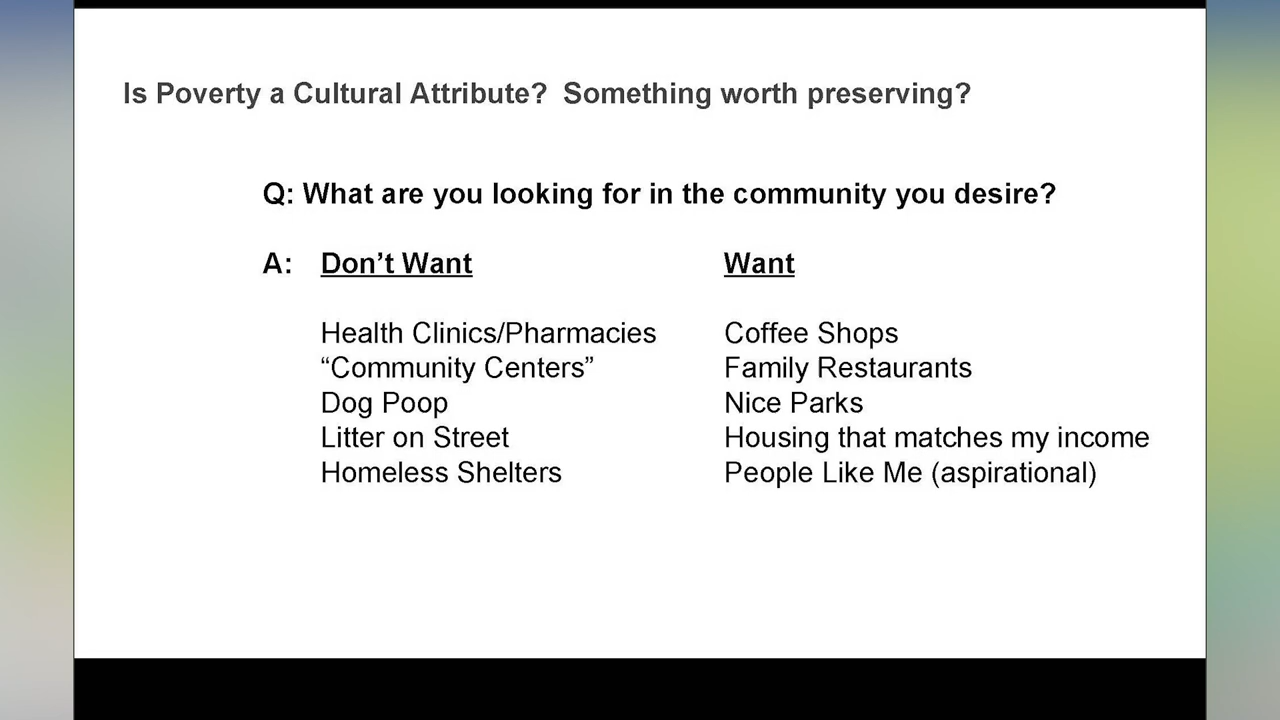 Is Poverty a Cultural Attribute?  Something worth preserving?
Q: What are you looking for in the community you desire?
A: Don’t Want Want
Health Clinics/Pharmacies Coffee Shops
“Community Centers” Family Restaurants
Dog Poop Nice Parks
Litter on Street Housing that matches my income
Homeless Shelters People Like Me (aspirational)